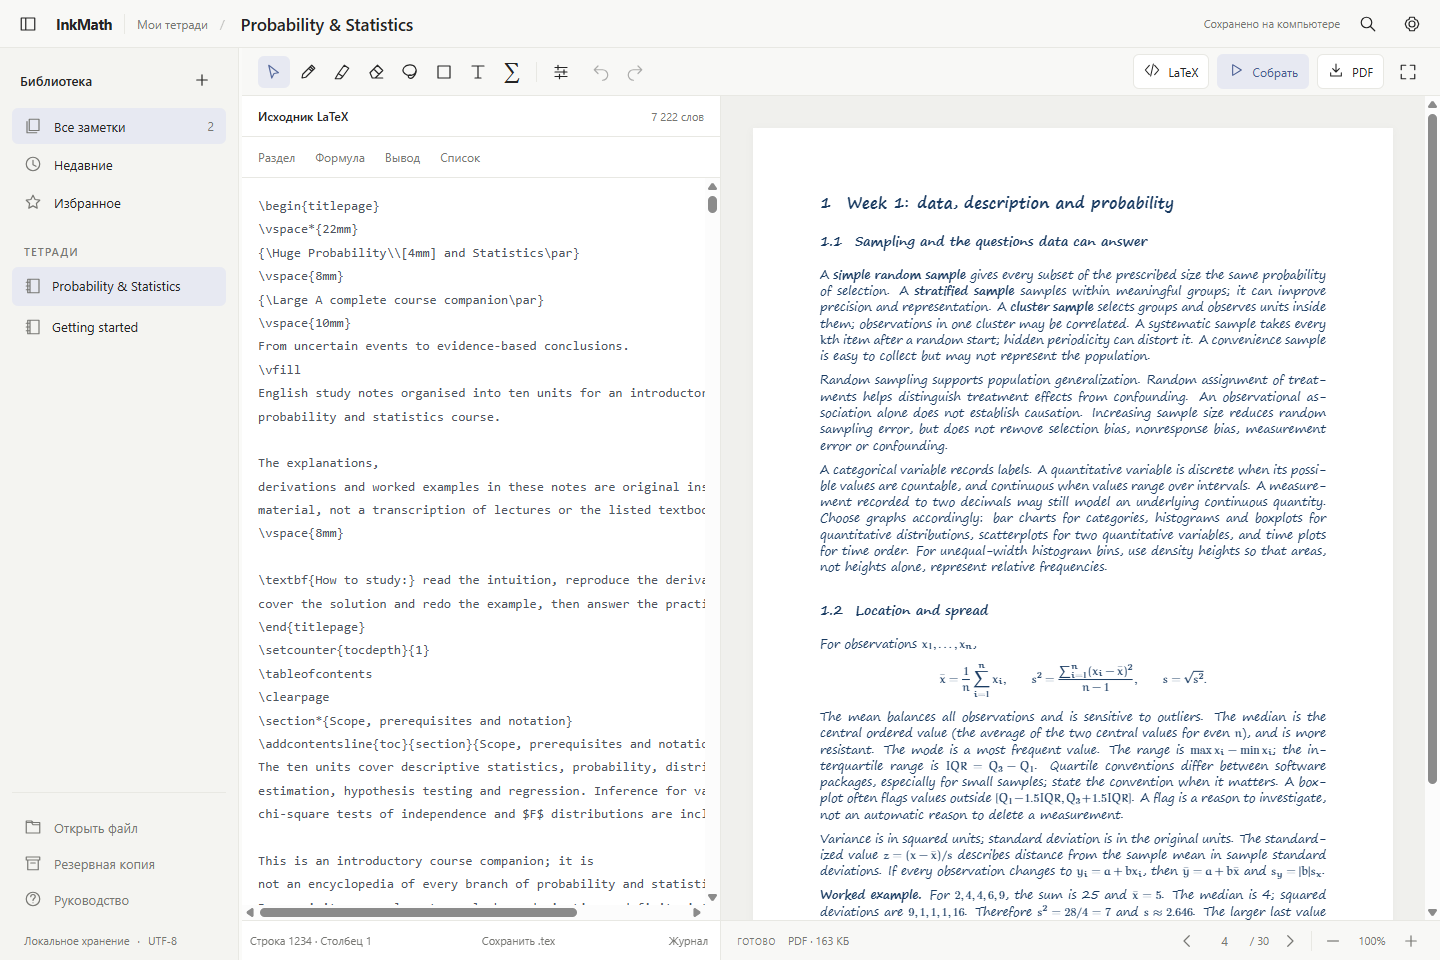 InkMath
Мои тетради / Probability & Statistics
Сохранено на компьютере
Библиотека
Все заметки 2
Недавние
Избранное
ТЕТРАДИ
Probability & Statistics
Getting started
Открыть файл
Резервная копия
Руководство
Локальное хранение · UTF-8
LaTeX
Собрать
PDF
Исходник LaTeX
7 222 слов
Раздел Формула Вывод Список
\begin{titlepage}
\vspace*{22mm}
{\Huge Probability\\[4mm] and Statistics\par}
\vspace{8mm}
{\Large A complete course companion\par}
\vspace{10mm}
From uncertain events to evidence-based conclusions.
\vfill
English study notes organised into ten units for an introductor
probability and statistics course.
The explanations,
derivations and worked examples in these notes are original ins
material, not a transcription of lectures or the listed textboo
\vspace{8mm}
\textbf{How to study:} read the intuition, reproduce the deriva
cover the solution and redo the example, then answer the practi
\end{titlepage}
\setcounter{tocdepth}{1}
\tableofcontents
\clearpage
\section*{Scope, prerequisites and notation}
\addcontentsline{toc}{section}{Scope, prerequisites and notatio
The ten units cover descriptive statistics, probability, distri
estimation, hypothesis testing and regression. Inference for va
chi-square tests of independence and $F$ distributions are incl
This is an introductory course companion; it is
not an encyclopedia of every branch of probability and statisti
Строка 1234 · Столбец 1
Сохранить .tex
Журнал
1 Week 1: data, description and probability
1.1 Sampling and the questions data can answer
A simple random sample gives every subset of the prescribed size the same probability
of selection. A stratified sample samples within meaningful groups; it can improve
precision and representation. A cluster sample selects groups and observes units inside
them; observations in one cluster may be correlated. A systematic sample takes every
kth item after a random start; hidden periodicity can distort it. A convenience sample
is easy to collect but may not represent the population.
Random sampling supports population generalization. Random assignment of treat-
ments helps distinguish treatment effects from confounding. An observational as-
sociation alone does not establish causation. Increasing sample size reduces random
sampling error, but does not remove selection bias, nonresponse bias, measurement
error or confounding.
A categorical variable records labels. A quantitative variable is discrete when its possi-
ble values are countable, and continuous when values range over intervals. A measure-
ment recorded to two decimals may still model an underlying continuous quantity.
Choose graphs accordingly: bar charts for categories, histograms and boxplots for
quantitative distributions, scatterplots for two quantitative variables, and time plots
for time order. For unequal-width histogram bins, use density heights so that areas,
not heights alone, represent relative frequencies.
1.2 Location and spread
For observations x₁,...,xₙ,
x̄ = 1/n ∑ᵢ₌₁ⁿ xᵢ, s² = ∑ᵢ₌₁ⁿ(xᵢ − x̄)² / n − 1, s = √s².
The mean balances all observations and is sensitive to outliers. The median is the
central ordered value (the average of the two central values for even n), and is more
resistant. The mode is a most frequent value. The range is max xᵢ − min xᵢ; the in-
terquartile range is IQR = Q₃ − Q₁. Quartile conventions differ between software
packages, especially for small samples; state the convention when it matters. A box-
plot often flags values outside [Q₁−1.5IQR,Q₃+1.5IQR]. A flag is a reason to investigate,
not an automatic reason to delete a measurement.
Variance is in squared units; standard deviation is in the original units. The standard-
ized value z = (x − x̄)/s describes distance from the sample mean in sample standard
deviations. If every observation changes to yᵢ = a + bxᵢ, then ȳ = a + bx̄ and s_y = |b|sₓ.
Worked example. For 2,4,4,6,9, the sum is 25 and x̄ = 5. The median is 4; squared
deviations are 9,1,1,1,16. Therefore s² = 28/4 = 7 and s ≈ 2.646. The larger last value
ГОТОВО PDF · 163 КБ
4 / 30
100%